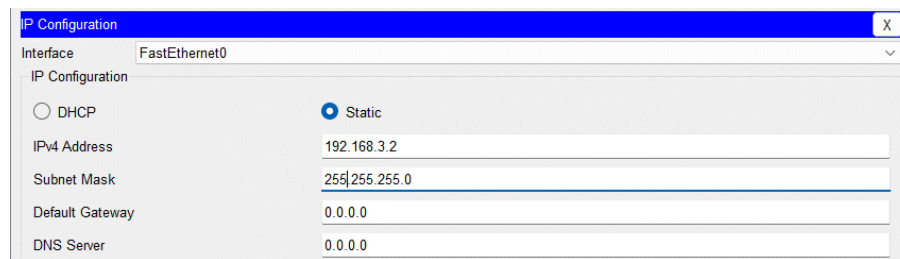 IP Configuration X
Interface FastEthernet0
IP Configuration
DHCP Static
IPv4 Address 192.168.3.2
Subnet Mask 255.255.255.0
Default Gateway 0.0.0.0
DNS Server 0.0.0.0